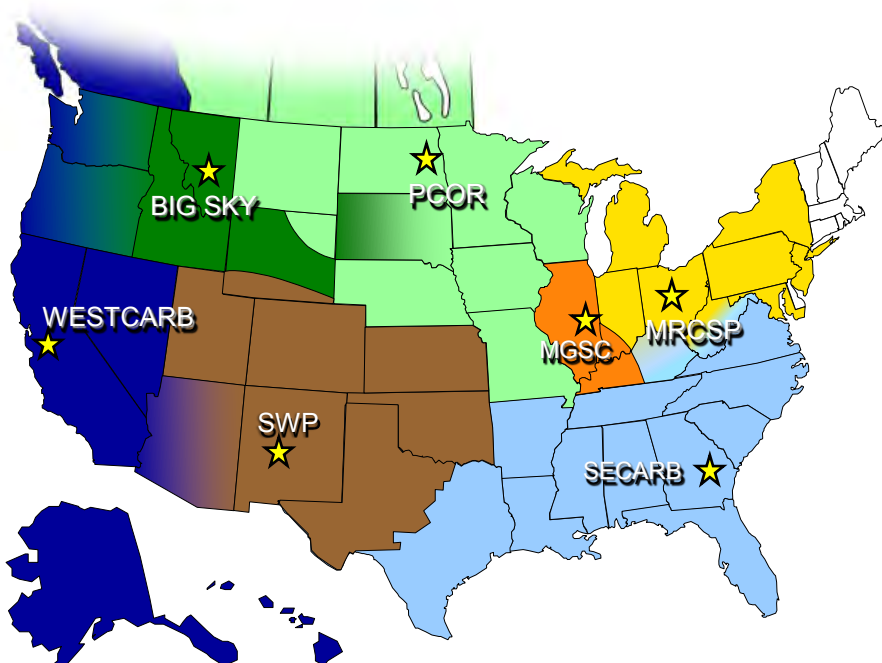 PCOR
BIG SKY
WESTCARB
MRCSP
MGSC
SWP
SECARB